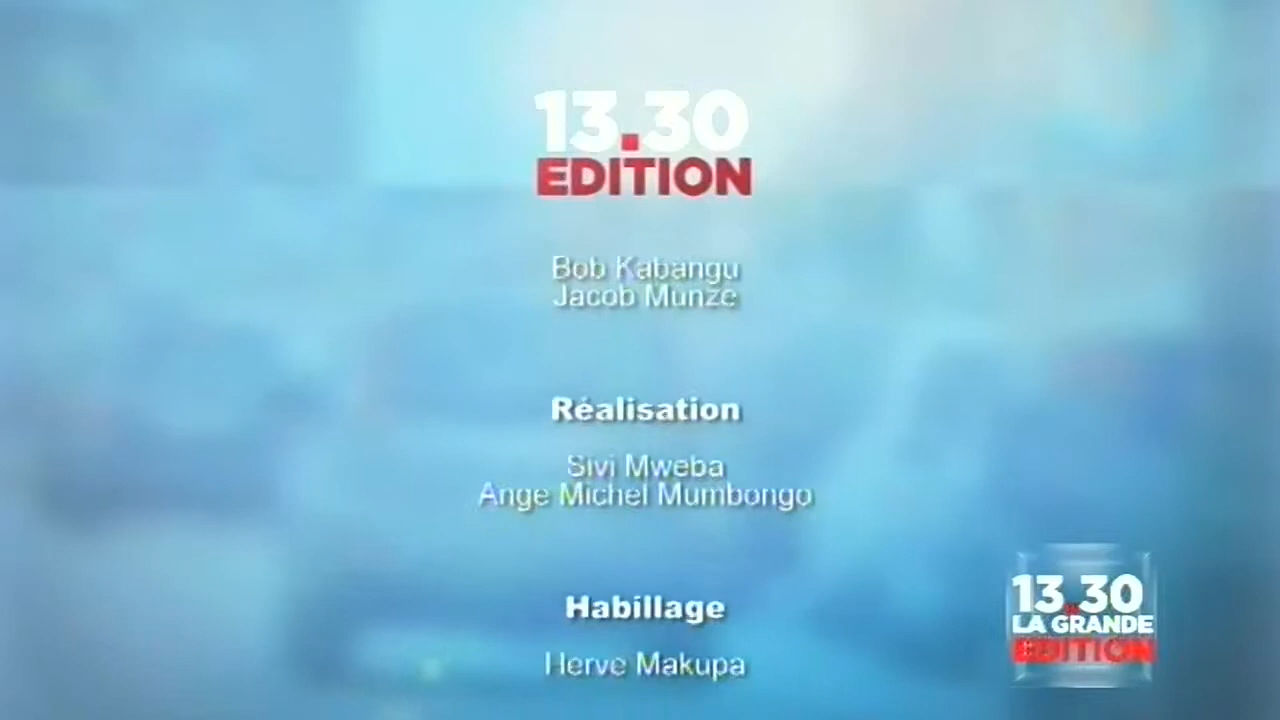 13.30
EDITION
Bob Kabangu
Jacob Munze
Réalisation
Sivi Mweba
Ange Michel Mumbongo
Habillage
Herve Makupa
13.30
LA GRANDE
EDITION